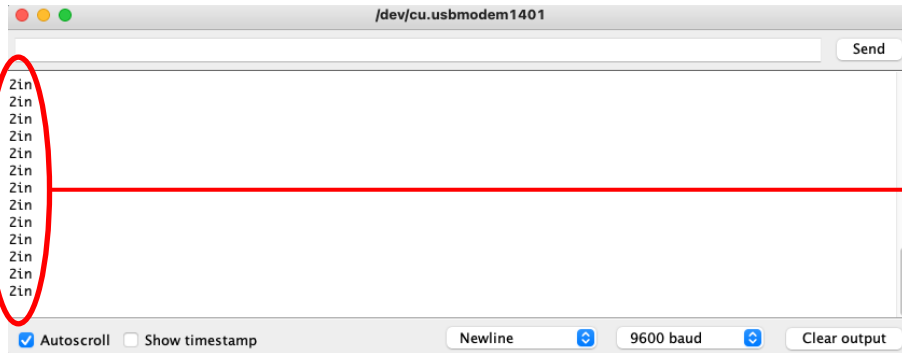 /dev/cu.usbmodem1401
Send
2in
2in
2in
2in
2in
2in
2in
2in
2in
2in
2in
2in
2in
Autoscroll Show timestamp Newline 9600 baud Clear output